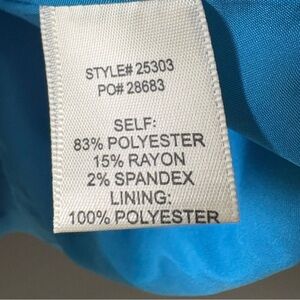 STYLE# 25303
PO# 28683
SELF:
83% POLYESTER
15% RAYON
2% SPANDEX
LINING:
100% POLYESTER